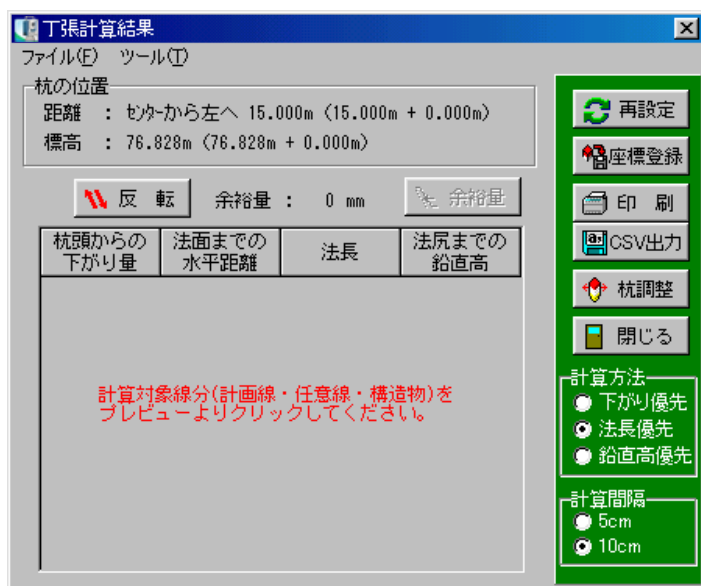 丁張計算結果
ファイル(F) ツール(T)
杭の位置
距離 : センターから左へ 15.000m (15.000m + 0.000m)
標高 : 76.828m (76.828m + 0.000m)
反 転
余裕量 : 0 mm
余裕量
杭頭からの
下がり量
法面までの
水平距離
法長
法尻までの
鉛直高
計算対象線分(計画線・任意線・構造物)を
プレビューよりクリックしてください。
再設定
座標登録
印 刷
CSV出力
杭調整
閉じる
計算方法
下がり優先
法長優先
鉛直高優先
計算間隔
5cm
10cm